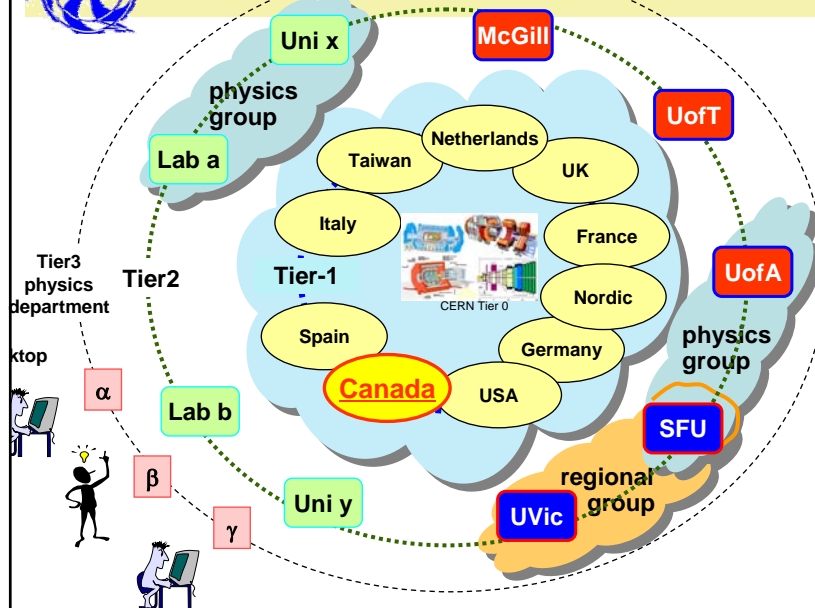 Uni x
McGill
physics
group
UofT
Netherlands
Taiwan
UK
Lab a
Italy
France
Tier3
physics
department
Tier2
Tier-1
UofA
Nordic
CERN Tier 0
Spain
Germany
physics
group
ktop
Canada
USA
α
Lab b
SFU
regional
group
β
Uni y
UVic
γ